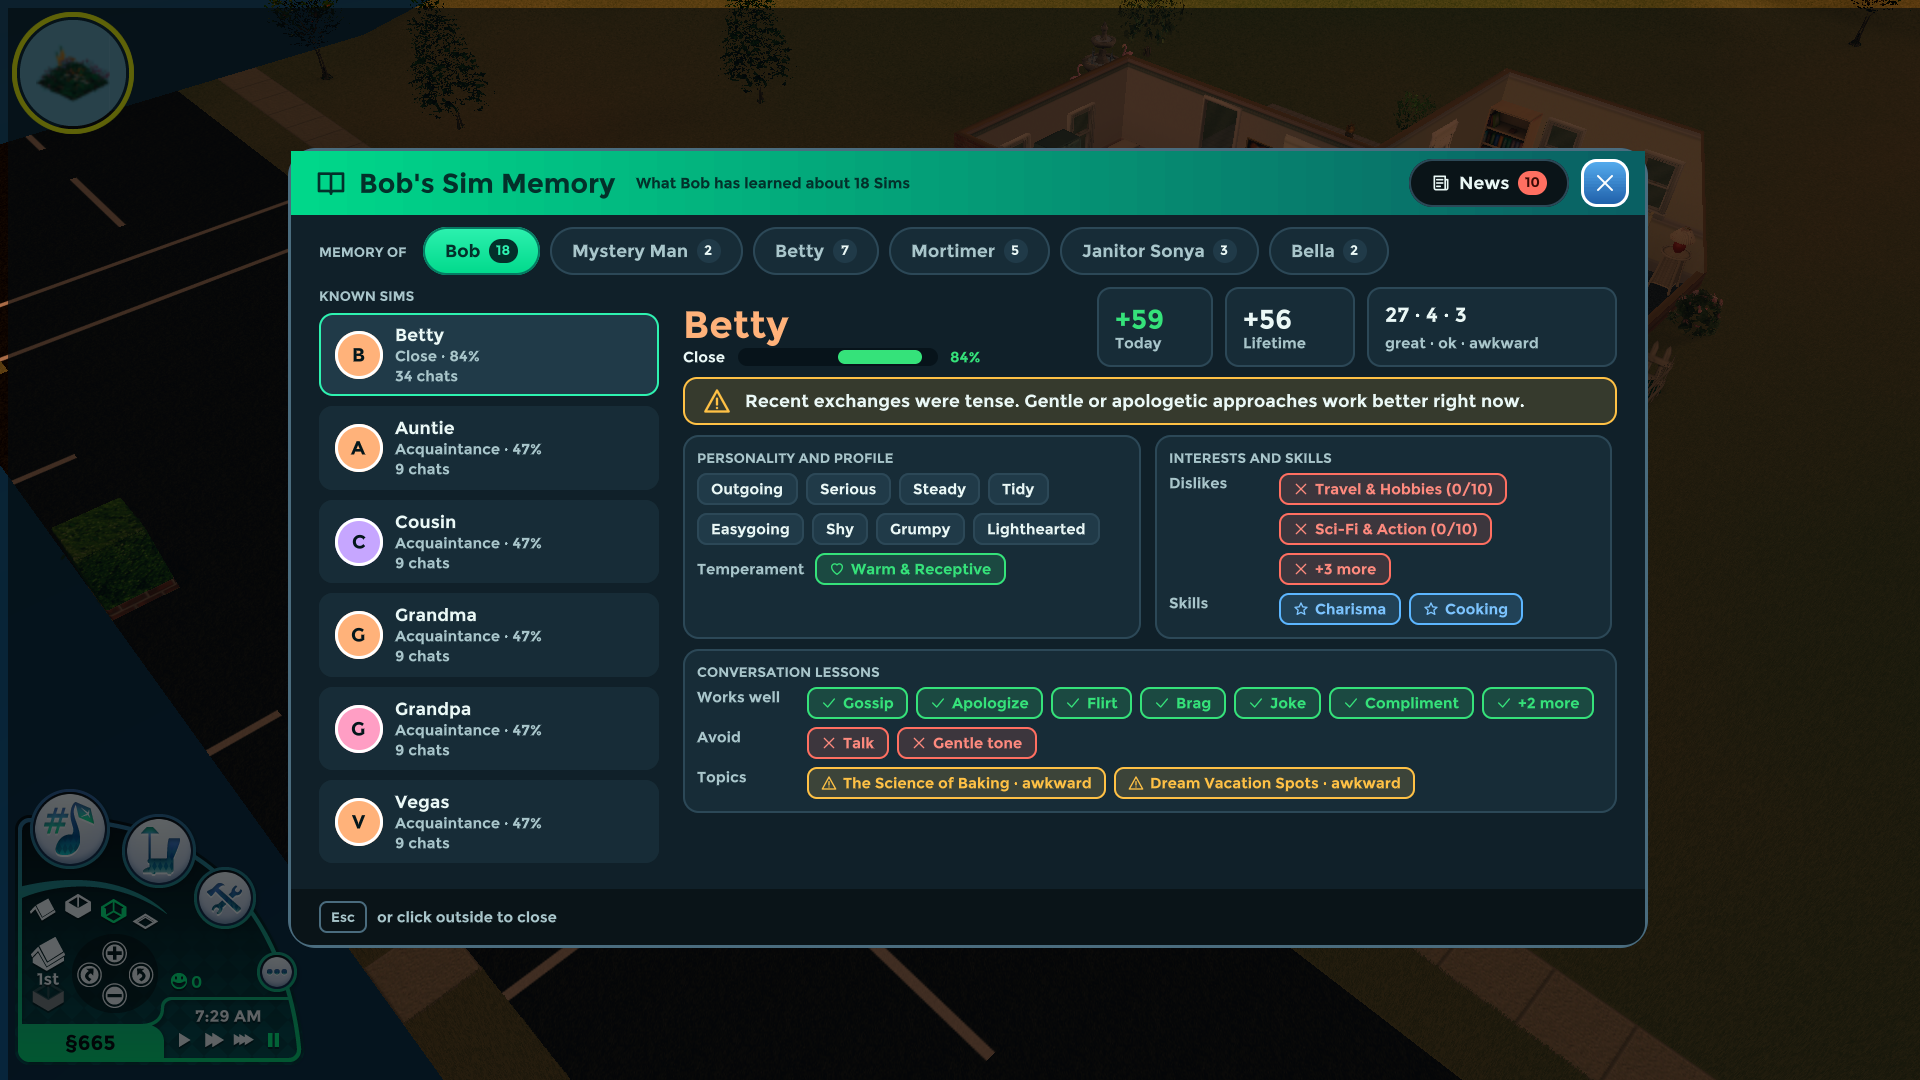 Bob's Sim Memory
What Bob has learned about 18 Sims
News 10
MEMORY OF
Bob 18
Mystery Man 2
Betty 7
Mortimer 5
Janitor Sonya 3
Bella 2
KNOWN SIMS
B
Betty
Close · 84%
34 chats
A
Auntie
Acquaintance · 47%
9 chats
C
Cousin
Acquaintance · 47%
9 chats
G
Grandma
Acquaintance · 47%
9 chats
G
Grandpa
Acquaintance · 47%
9 chats
V
Vegas
Acquaintance · 47%
9 chats
Betty
Close 84%
+59
Today
+56
Lifetime
27 · 4 · 3
great · ok · awkward
Recent exchanges were tense. Gentle or apologetic approaches work better right now.
PERSONALITY AND PROFILE
Outgoing Serious Steady Tidy
Easygoing Shy Grumpy Lighthearted
Temperament Warm & Receptive
INTERESTS AND SKILLS
Dislikes Travel & Hobbies (0/10)
Sci-Fi & Action (0/10)
+3 more
Skills Charisma Cooking
CONVERSATION LESSONS
Works well Gossip Apologize Flirt Brag Joke Compliment +2 more
Avoid Talk Gentle tone
Topics The Science of Baking · awkward Dream Vacation Spots · awkward
Esc or click outside to close
#
1st
0
7:29 AM
§665